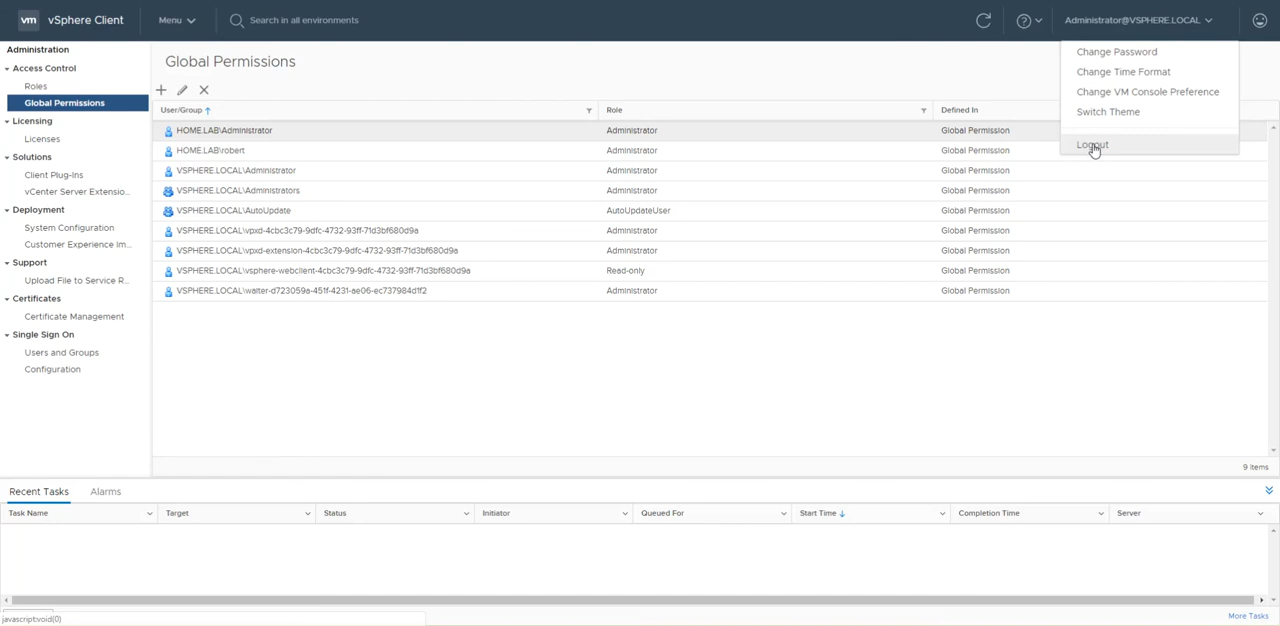 vm vSphere Client Menu Search in all environments Administrator@VSPHERE.LOCAL
Administration
Access Control
Roles
Global Permissions
Licensing
Licenses
Solutions
Client Plug-Ins
vCenter Server Extensio...
Deployment
System Configuration
Customer Experience Im...
Support
Upload File to Service R...
Certificates
Certificate Management
Single Sign On
Users and Groups
Configuration
Global Permissions
User/Group Role Defined In
HOME.LAB\Administrator Administrator Global Permission
HOME.LAB\robert Administrator Global Permission
VSPHERE.LOCAL\Administrator Administrator Global Permission
VSPHERE.LOCAL\Administrators Administrator Global Permission
VSPHERE.LOCAL\AutoUpdate AutoUpdateUser Global Permission
VSPHERE.LOCAL\vpxd-4cbc3c79-9dfc-4732-93ff-71d3bf680d9a Administrator Global Permission
VSPHERE.LOCAL\vpxd-extension-4cbc3c79-9dfc-4732-93ff-71d3bf680d9a Administrator Global Permission
VSPHERE.LOCAL\vsphere-webclient-4cbc3c79-9dfc-4732-93ff-71d3bf680d9a Read-only Global Permission
VSPHERE.LOCAL\waiter-d723059a-451f-4231-ae06-ec737984d1f2 Administrator Global Permission
9 items
Change Password
Change Time Format
Change VM Console Preference
Switch Theme
Logout
Recent Tasks Alarms
Task Name Target Status Initiator Queued For Start Time Completion Time Server
More Tasks
javascript:void(0)